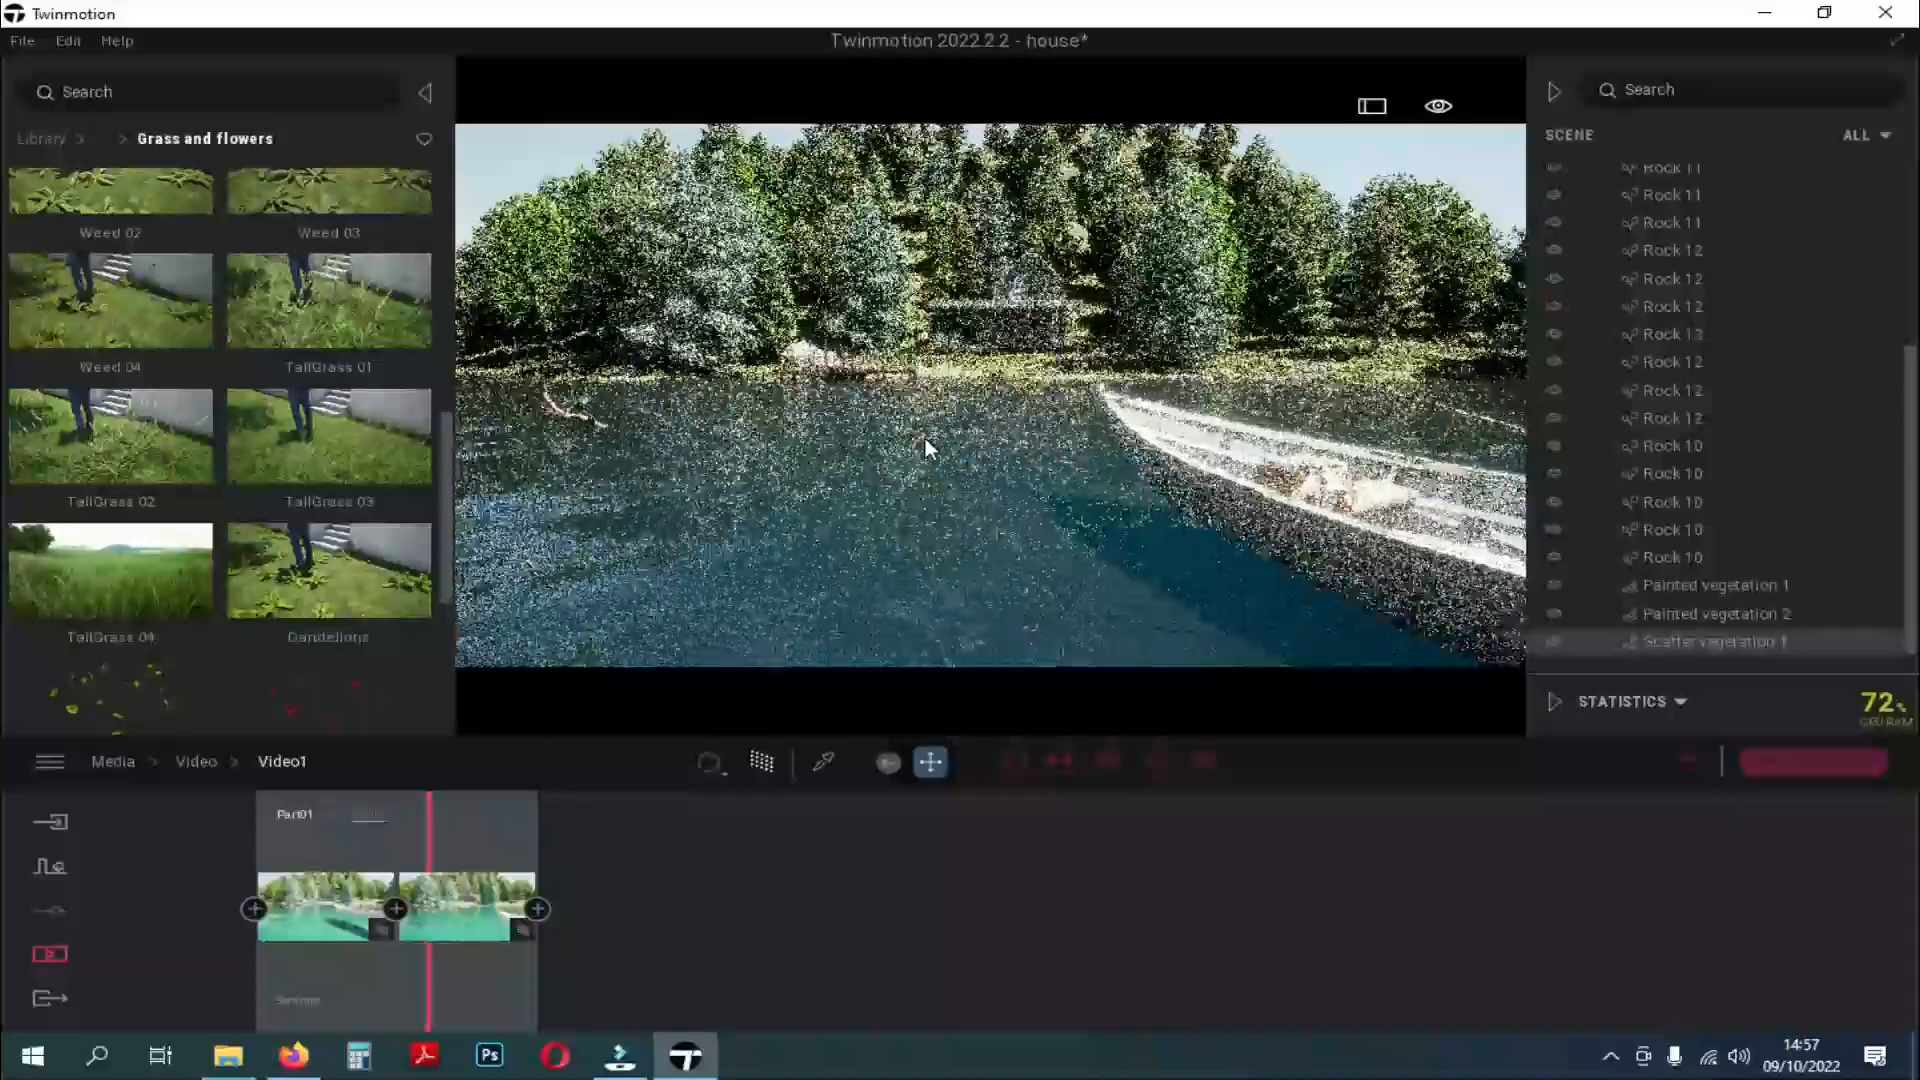 Twinmotion
File Edit Help
Twinmotion 2022.2.2 - house*
Search
Library > > Grass and flowers
Weed 02
Weed 03
Weed 04
TallGrass 01
TallGrass 02
TallGrass 03
TallGrass 04
Dandelions
Search
SCENE
ALL
Rock 11
Rock 11
Rock 11
Rock 12
Rock 12
Rock 12
Rock 12
Rock 12
Rock 12
Rock 12
Rock 10
Rock 10
Rock 10
Rock 10
Rock 10
Painted vegetation 1
Painted vegetation 2
Scatter vegetation 1
STATISTICS
72%
GPU RAM
Media > Video > Video1
Part01
Ps
14:57
09/10/2022